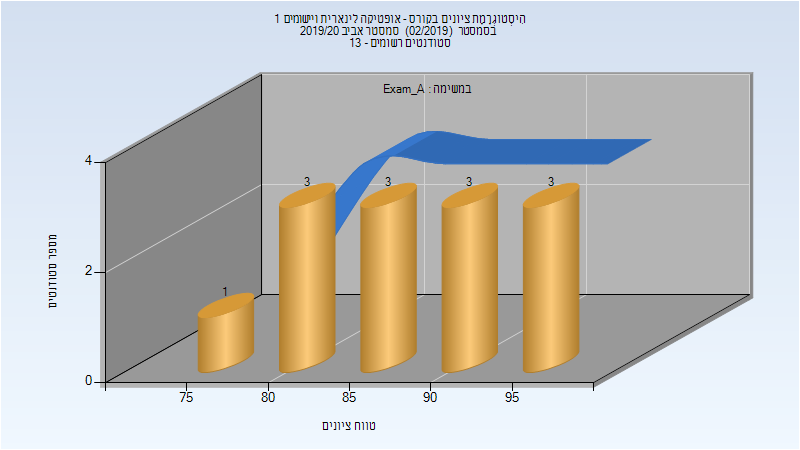 היסטוגרמת ציונים בקורס - אופטיקה לינארית ויישומים 1
בסמסטר (02/2019) סמסטר אביב 2019/20
סטודנטים רשומים - 13
במשימה : Exam_A
מספר סטודנטים
4
2
0
1
3
3
3
3
75
80
85
90
95
טווח ציונים